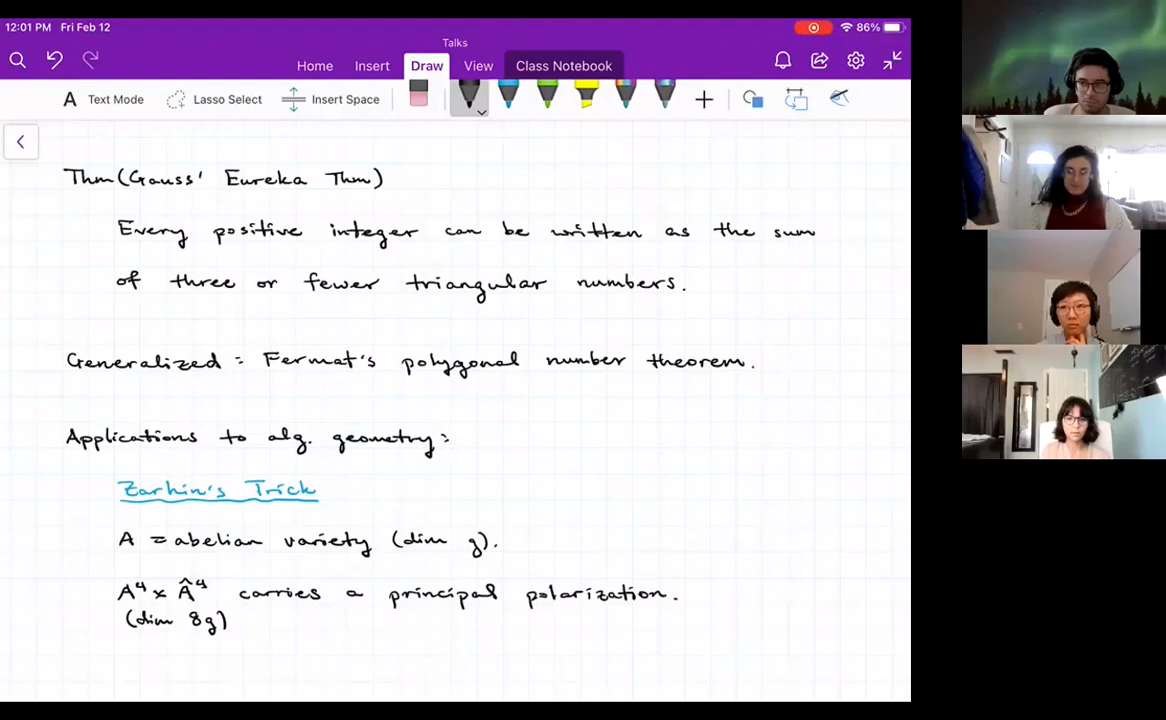 12:01 PM Fri Feb 12
86%
Talks
Home Insert Draw View Class Notebook
A Text Mode Lasso Select Insert Space
Thm (Gauss' Eureka Thm)
Every positive integer can be written as the sum
of three or fewer triangular numbers.
Generalized : Fermat's polygonal number theorem.
Applications to alg. geometry:
Zarhin's Trick
A = abelian variety (dim g).
A⁴ × Â⁴ carries a principal polarization.
(dim 8g)